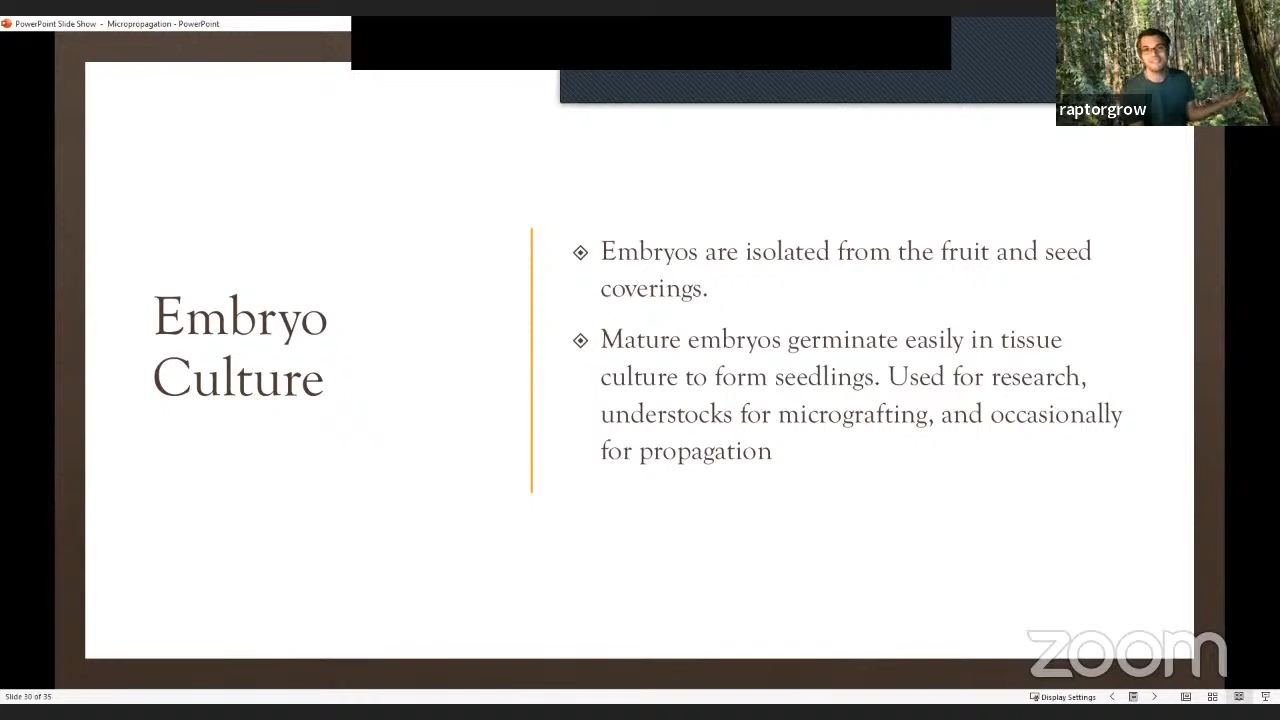 PowerPoint Slide Show - Micropropagation - PowerPoint
raptorgrow
Embryo
Culture
Embryos are isolated from the fruit and seed
coverings.
Mature embryos germinate easily in tissue
culture to form seedlings. Used for research,
understocks for micrografting, and occasionally
for propagation
zoom
Slide 30 of 35
Display Settings